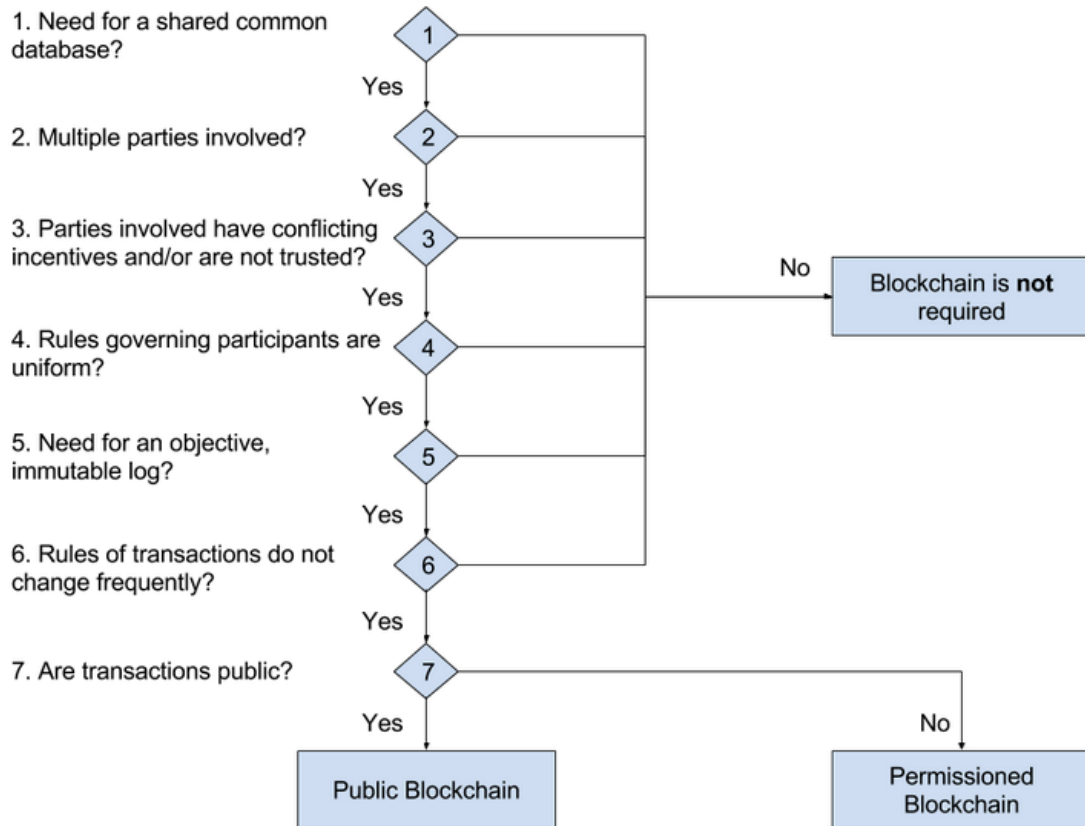 1. Need for a shared common
database?
1
Yes
2. Multiple parties involved?
2
Yes
3. Parties involved have conflicting
incentives and/or are not trusted?
3
Yes
No
Blockchain is not
required
4. Rules governing participants are
uniform?
4
Yes
5. Need for an objective,
immutable log?
5
Yes
6. Rules of transactions do not
change frequently?
6
Yes
7. Are transactions public?
7
Yes
No
Public Blockchain
Permissioned
Blockchain